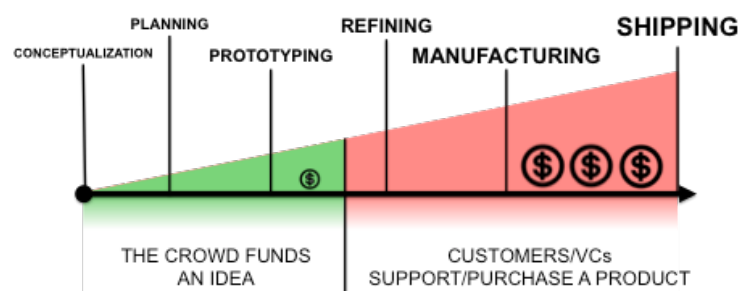 CONCEPTUALIZATION
PLANNING
PROTOTYPING
REFINING
MANUFACTURING
SHIPPING
$
$ $ $
THE CROWD FUNDS
AN IDEA
CUSTOMERS/VCs
SUPPORT/PURCHASE A PRODUCT